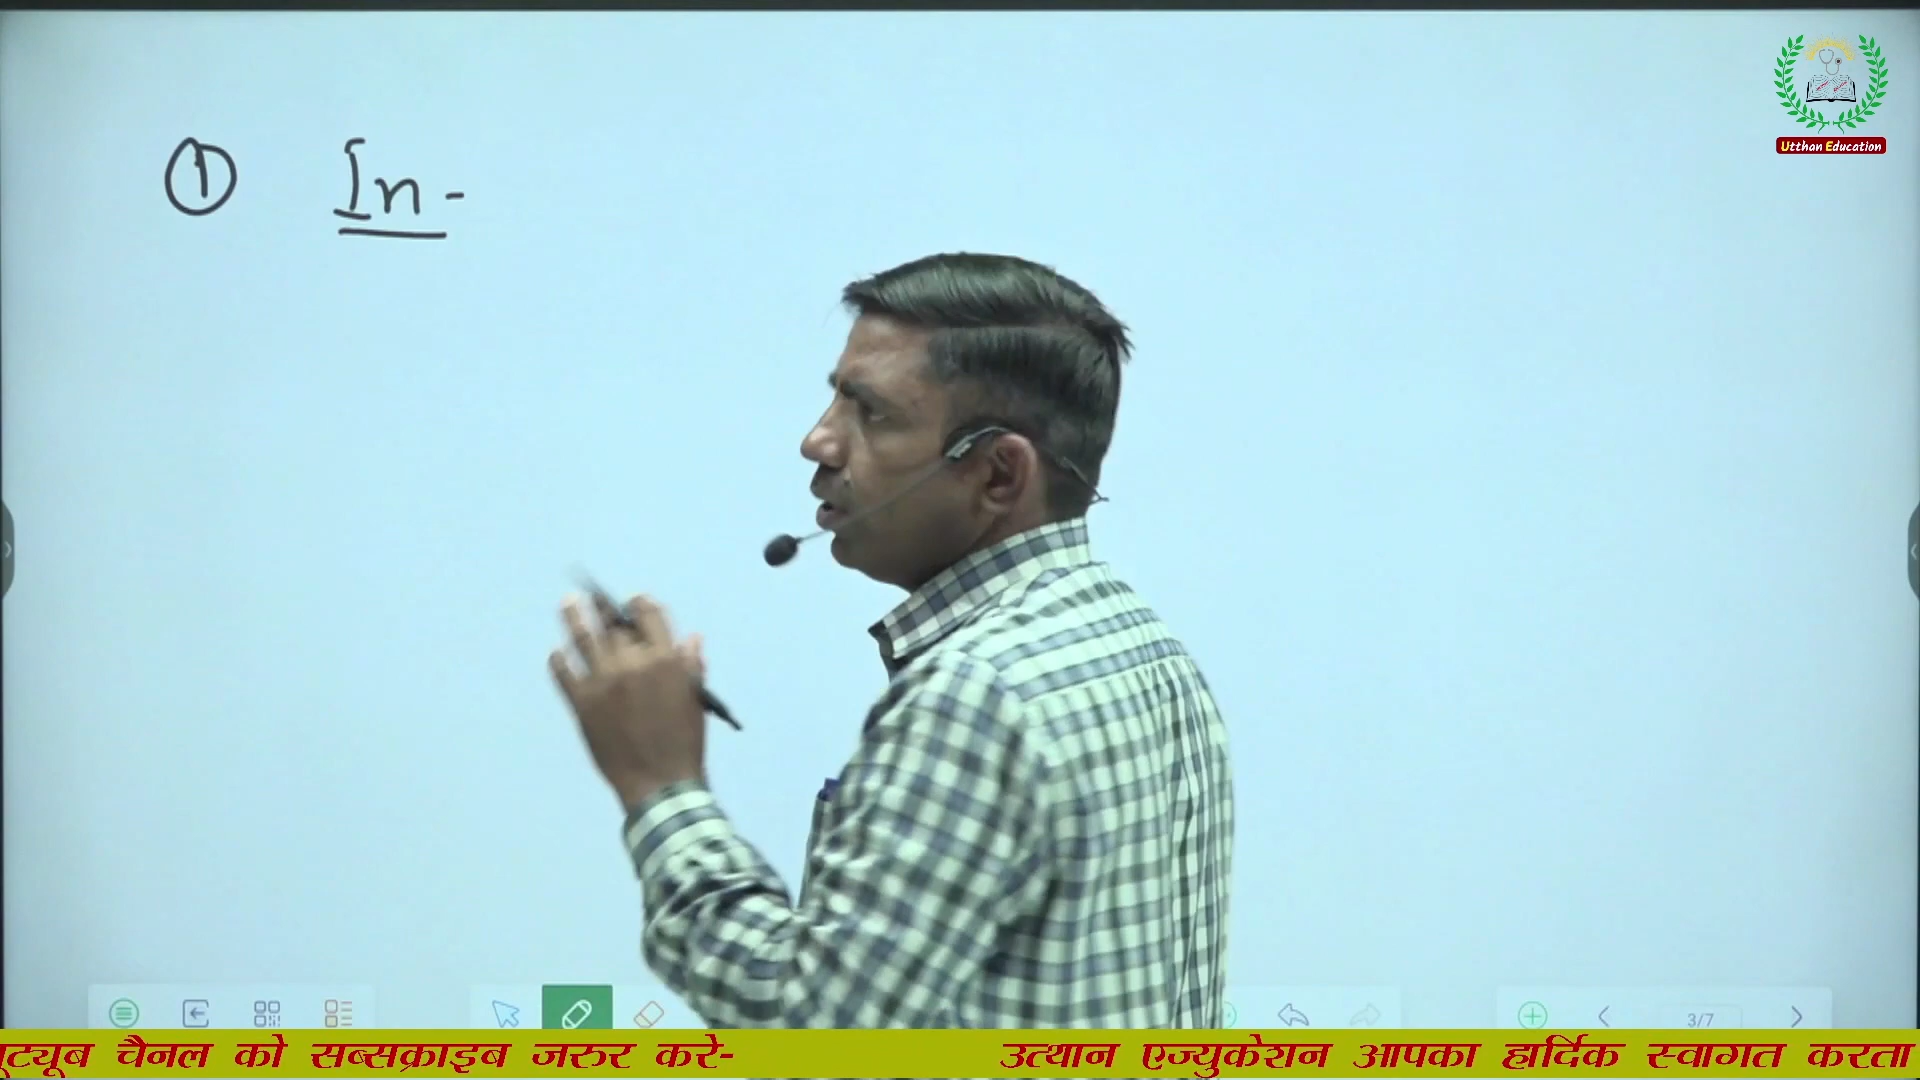 Utthan Education
① In -
3/7
यूट्यूब चैनल को सब्सक्राइब जरुर करे-
उत्थान एज्युकेशन आपका हार्दिक स्वागत करता